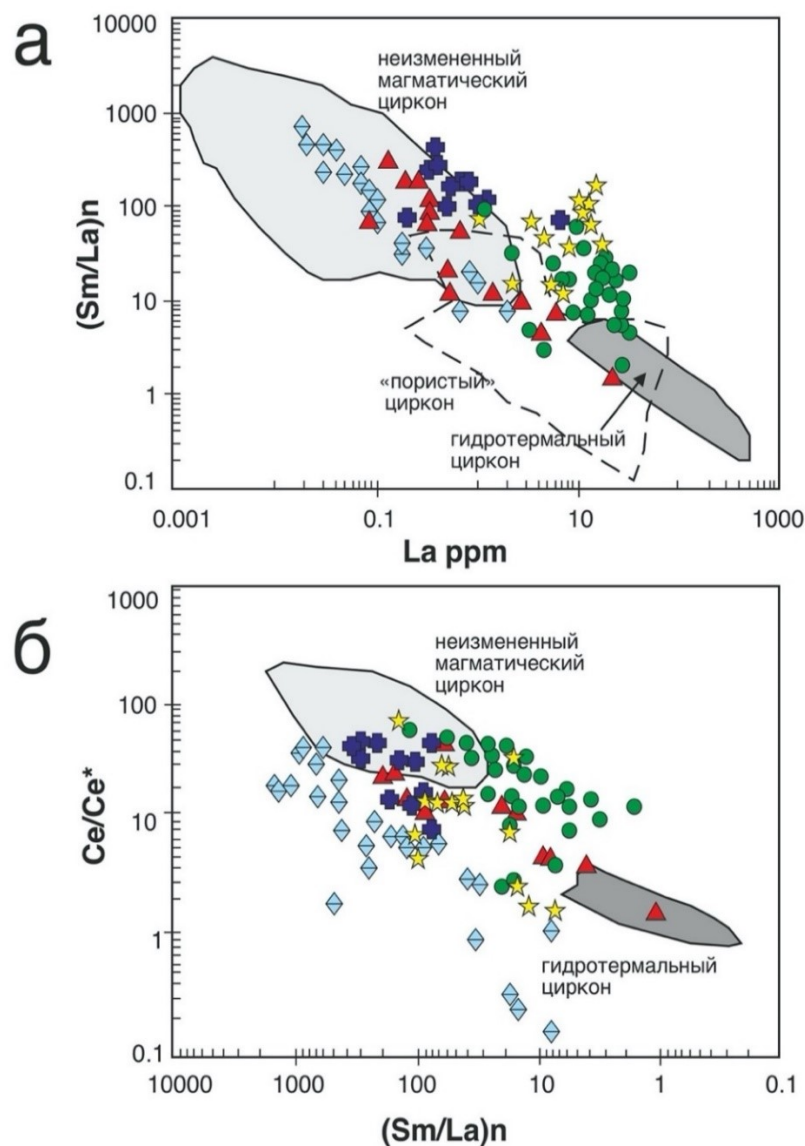 а
10000
1000
100
10
1
0.1
(Sm/La)n
неизмененный
магматический
циркон
«пористый»
циркон
гидротермальный
циркон
0.001
0.1
10
1000
La ppm
б
1000
100
10
1
0.1
Ce/Ce*
неизмененный
магматический
циркон
гидротермальный
циркон
10000
1000
100
10
1
0.1
(Sm/La)n